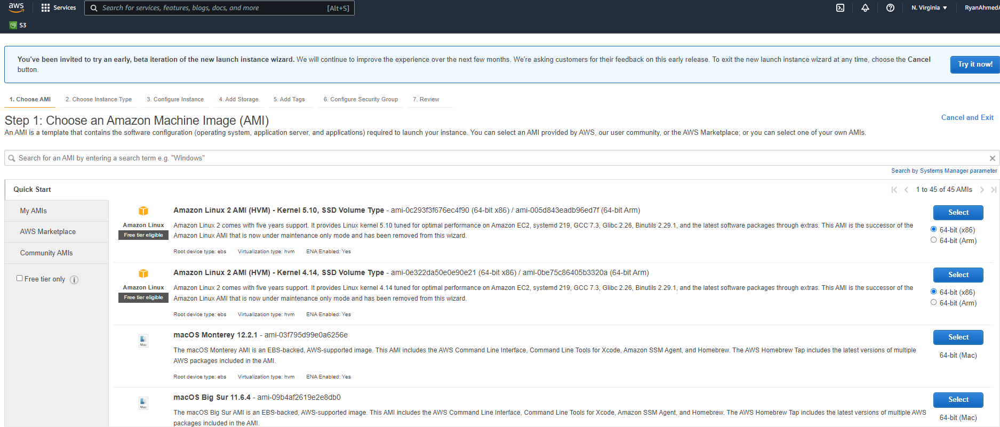 aws
Services
Search for services, features, blogs, docs, and more
[Alt+S]
N. Virginia
RyanAhmed
S3
You've been invited to try an early, beta iteration of the new launch instance wizard. We will continue to improve the experience over the next few months. We're asking customers for their feedback on this early release. To exit the new launch instance wizard at any time, choose the Cancel
button.
Try it now!
1. Choose AMI
2. Choose Instance Type
3. Configure Instance
4. Add Storage
5. Add Tags
6. Configure Security Group
7. Review
Step 1: Choose an Amazon Machine Image (AMI)
Cancel and Exit
An AMI is a template that contains the software configuration (operating system, application server, and applications) required to launch your instance. You can select an AMI provided by AWS, our user community, or the AWS Marketplace; or you can select one of your own AMIs.
Search for an AMI by entering a search term e.g. "Windows"
Search by Systems Manager parameter
Quick Start
1 to 45 of 45 AMIs
My AMIs
AWS Marketplace
Community AMIs
Free tier only
Amazon Linux
Free tier eligible
Amazon Linux 2 AMI (HVM) - Kernel 5.10, SSD Volume Type - ami-0c293f3f676ec4f90 (64-bit x86) / ami-005d843eadb96ed7f (64-bit Arm)
Amazon Linux 2 comes with five years support. It provides Linux kernel 5.10 tuned for optimal performance on Amazon EC2, systemd 219, GCC 7.3, Glibc 2.26, Binutils 2.29.1, and the latest software packages through extras. This AMI is the successor of the
Amazon Linux AMI that is now under maintenance only mode and has been removed from this wizard.
Root device type: ebs Virtualization type: hvm ENA Enabled: Yes
Select
64-bit (x86)
64-bit (Arm)
Amazon Linux
Free tier eligible
Amazon Linux 2 AMI (HVM) - Kernel 4.14, SSD Volume Type - ami-0e322da50e0e90e21 (64-bit x86) / ami-0be75c86405b3320a (64-bit Arm)
Amazon Linux 2 comes with five years support. It provides Linux kernel 4.14 tuned for optimal performance on Amazon EC2, systemd 219, GCC 7.3, Glibc 2.26, Binutils 2.29.1, and the latest software packages through extras. This AMI is the successor of the
Amazon Linux AMI that is now under maintenance only mode and has been removed from this wizard.
Root device type: ebs Virtualization type: hvm ENA Enabled: Yes
Select
64-bit (x86)
64-bit (Arm)
Mac
macOS Monterey 12.2.1 - ami-03f795d99e0a6256e
The macOS Monterey AMI is an EBS-backed, AWS-supported image. This AMI includes the AWS Command Line Interface, Command Line Tools for Xcode, Amazon SSM Agent, and Homebrew. The AWS Homebrew Tap includes the latest versions of multiple
AWS packages included in the AMI.
Root device type: ebs Virtualization type: hvm ENA Enabled: Yes
Select
64-bit (Mac)
Mac
macOS Big Sur 11.6.4 - ami-09b4af2619e2e8db0
The macOS Big Sur AMI is an EBS-backed, AWS-supported image. This AMI includes the AWS Command Line Interface, Command Line Tools for Xcode, Amazon SSM Agent, and Homebrew. The AWS Homebrew Tap includes the latest versions of multiple AWS
packages included in the AMI.
Select
64-bit (Mac)